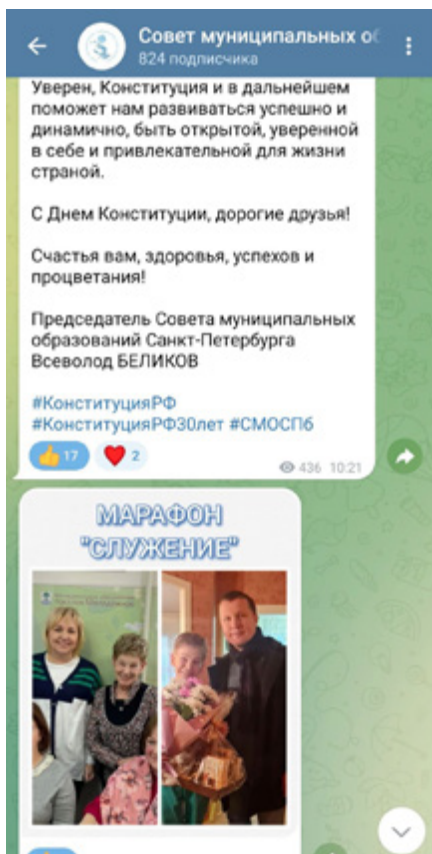 Совет муниципальных об
824 подписчика
Уверен, Конституция и в дальнейшем
поможет нам развиваться успешно и
динамично, быть открытой, уверенной
в себе и привлекательной для жизни
страной.
С Днем Конституции, дорогие друзья!
Счастья вам, здоровья, успехов и
процветания!
Председатель Совета муниципальных
образований Санкт-Петербурга
Всеволод БЕЛИКОВ
#КонституцияРФ
#КонституцияРФ30лет #СМОСПб
17 2
436 10:21
МАРАФОН
"СЛУЖЕНИЕ"